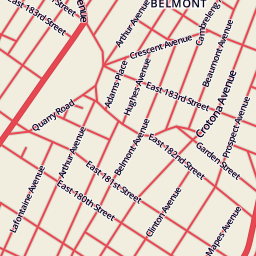 BELMONT
East 183rd Street
Avenue
Arthur Avenue
Crescent Avenue
Cambreleng
Beaumont Avenue
Adams Place
Hughes Avenue
East 183rd Street
Crotona Avenue
Prospect Avenue
Quarry Road
Arthur Avenue
Belmont Avenue
East 182nd Street
Garden Street
Lafontaine Avenue
East 181st Street
East 180th Street
Clinton Avenue
Mapes Avenue